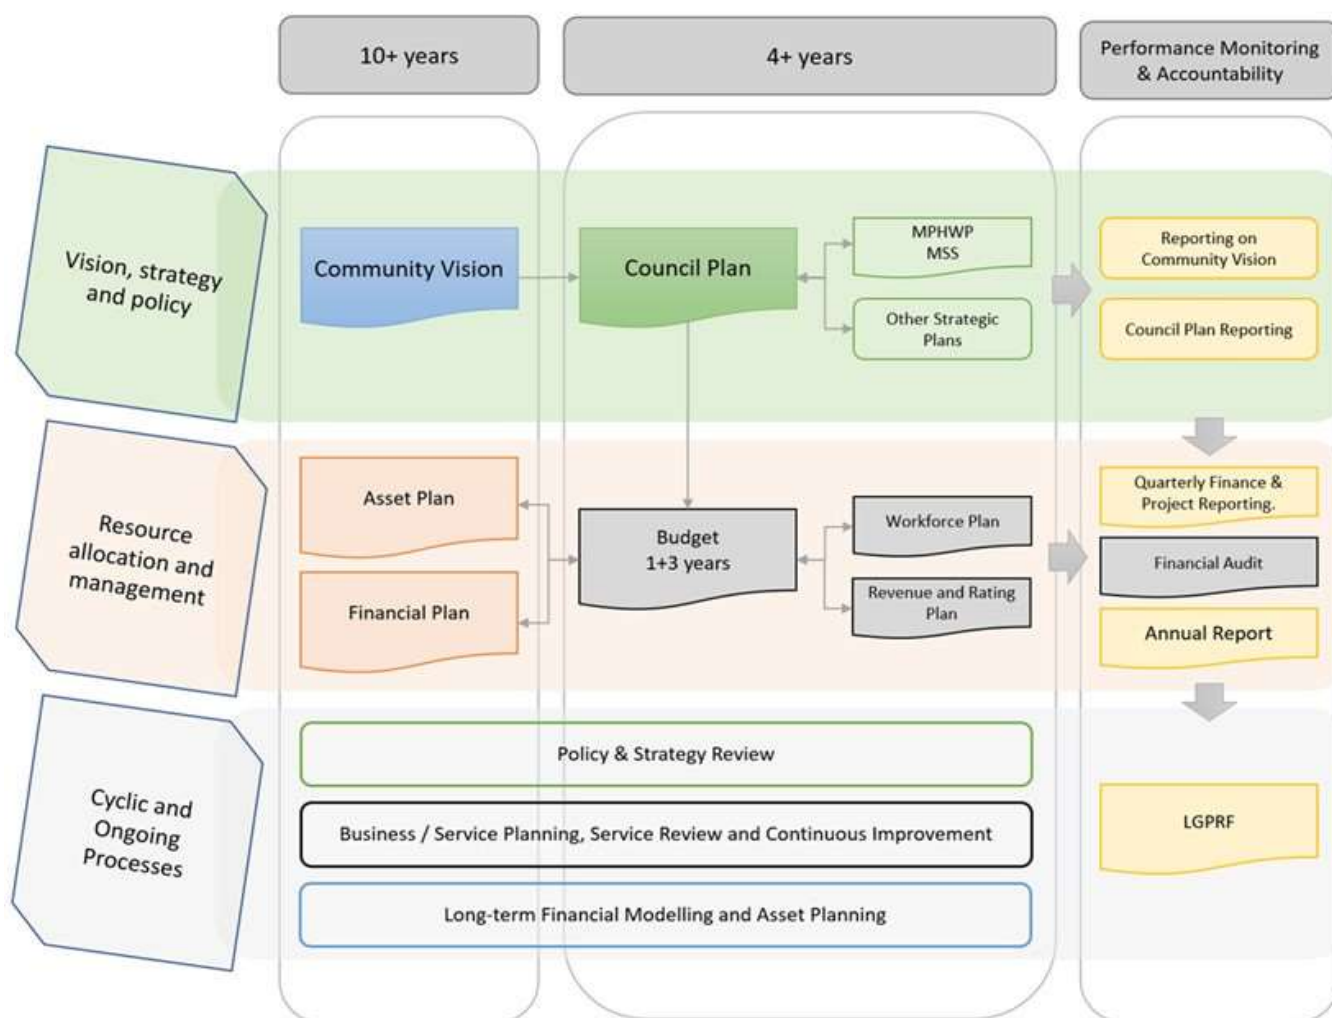 10+ years
4+ years
Performance Monitoring
& Accountability
Vision, strategy
and policy
Community Vision
Council Plan
MPHWP
MSS
Other Strategic
Plans
Reporting on
Community Vision
Council Plan Reporting
Resource
allocation and
management
Asset Plan
Financial Plan
Budget
1+3 years
Workforce Plan
Revenue and Rating
Plan
Quarterly Finance &
Project Reporting.
Financial Audit
Annual Report
Cyclic and
Ongoing
Processes
Policy & Strategy Review
Business / Service Planning, Service Review and Continuous Improvement
Long-term Financial Modelling and Asset Planning
LGPRF